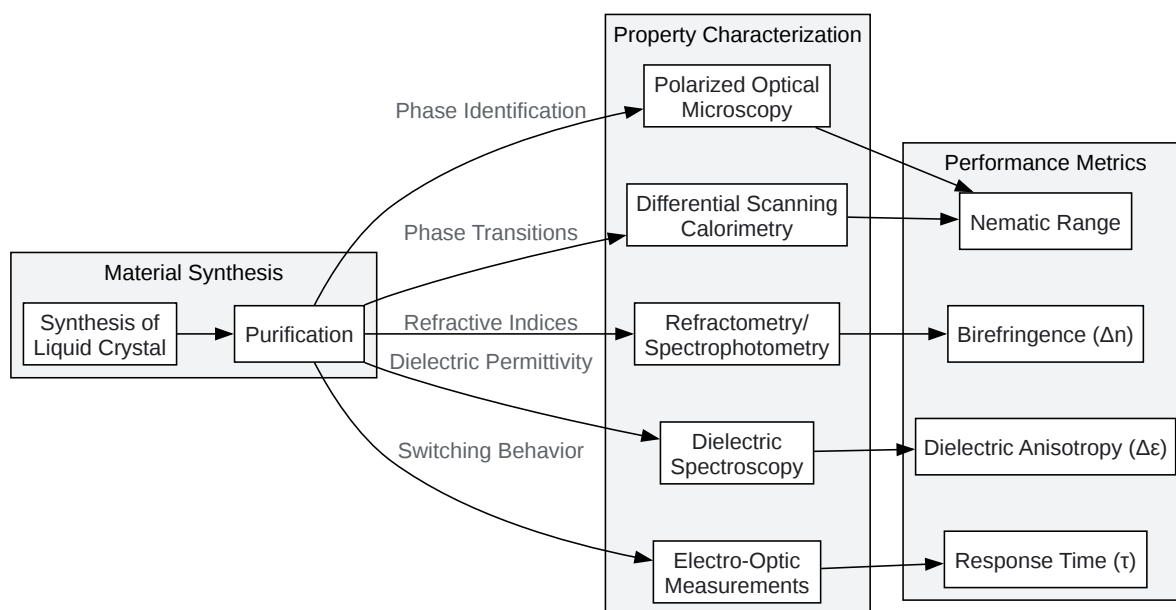 Material Synthesis
Synthesis of
Liquid Crystal
Purification
Phase Identification
Phase Transitions
Refractive Indices
Dielectric Permittivity
Switching Behavior
Property Characterization
Polarized Optical
Microscopy
Differential Scanning
Calorimetry
Refractometry/
Spectrophotometry
Dielectric
Spectroscopy
Electro-Optic
Measurements
Performance Metrics
Nematic Range
Birefringence (Δn)
Dielectric Anisotropy (Δε)
Response Time (τ)